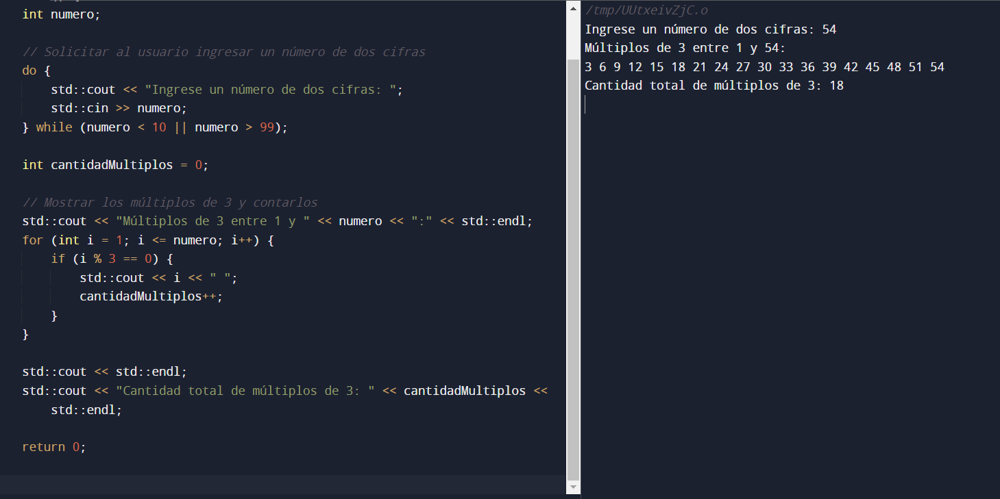 int numero;
// Solicitar al usuario ingresar un número de dos cifras
do {
std::cout << "Ingrese un número de dos cifras: ";
std::cin >> numero;
} while (numero < 10 || numero > 99);
int cantidadMultiplos = 0;
// Mostrar los múltiplos de 3 y contarlos
std::cout << "Múltiplos de 3 entre 1 y " << numero << ":" << std::endl;
for (int i = 1; i <= numero; i++) {
if (i % 3 == 0) {
std::cout << i << " ";
cantidadMultiplos++;
}
}
std::cout << std::endl;
std::cout << "Cantidad total de múltiplos de 3: " << cantidadMultiplos <<
std::endl;
return 0;
/tmp/UUtxeivZjC.o
Ingrese un número de dos cifras: 54
Múltiplos de 3 entre 1 y 54:
3 6 9 12 15 18 21 24 27 30 33 36 39 42 45 48 51 54
Cantidad total de múltiplos de 3: 18